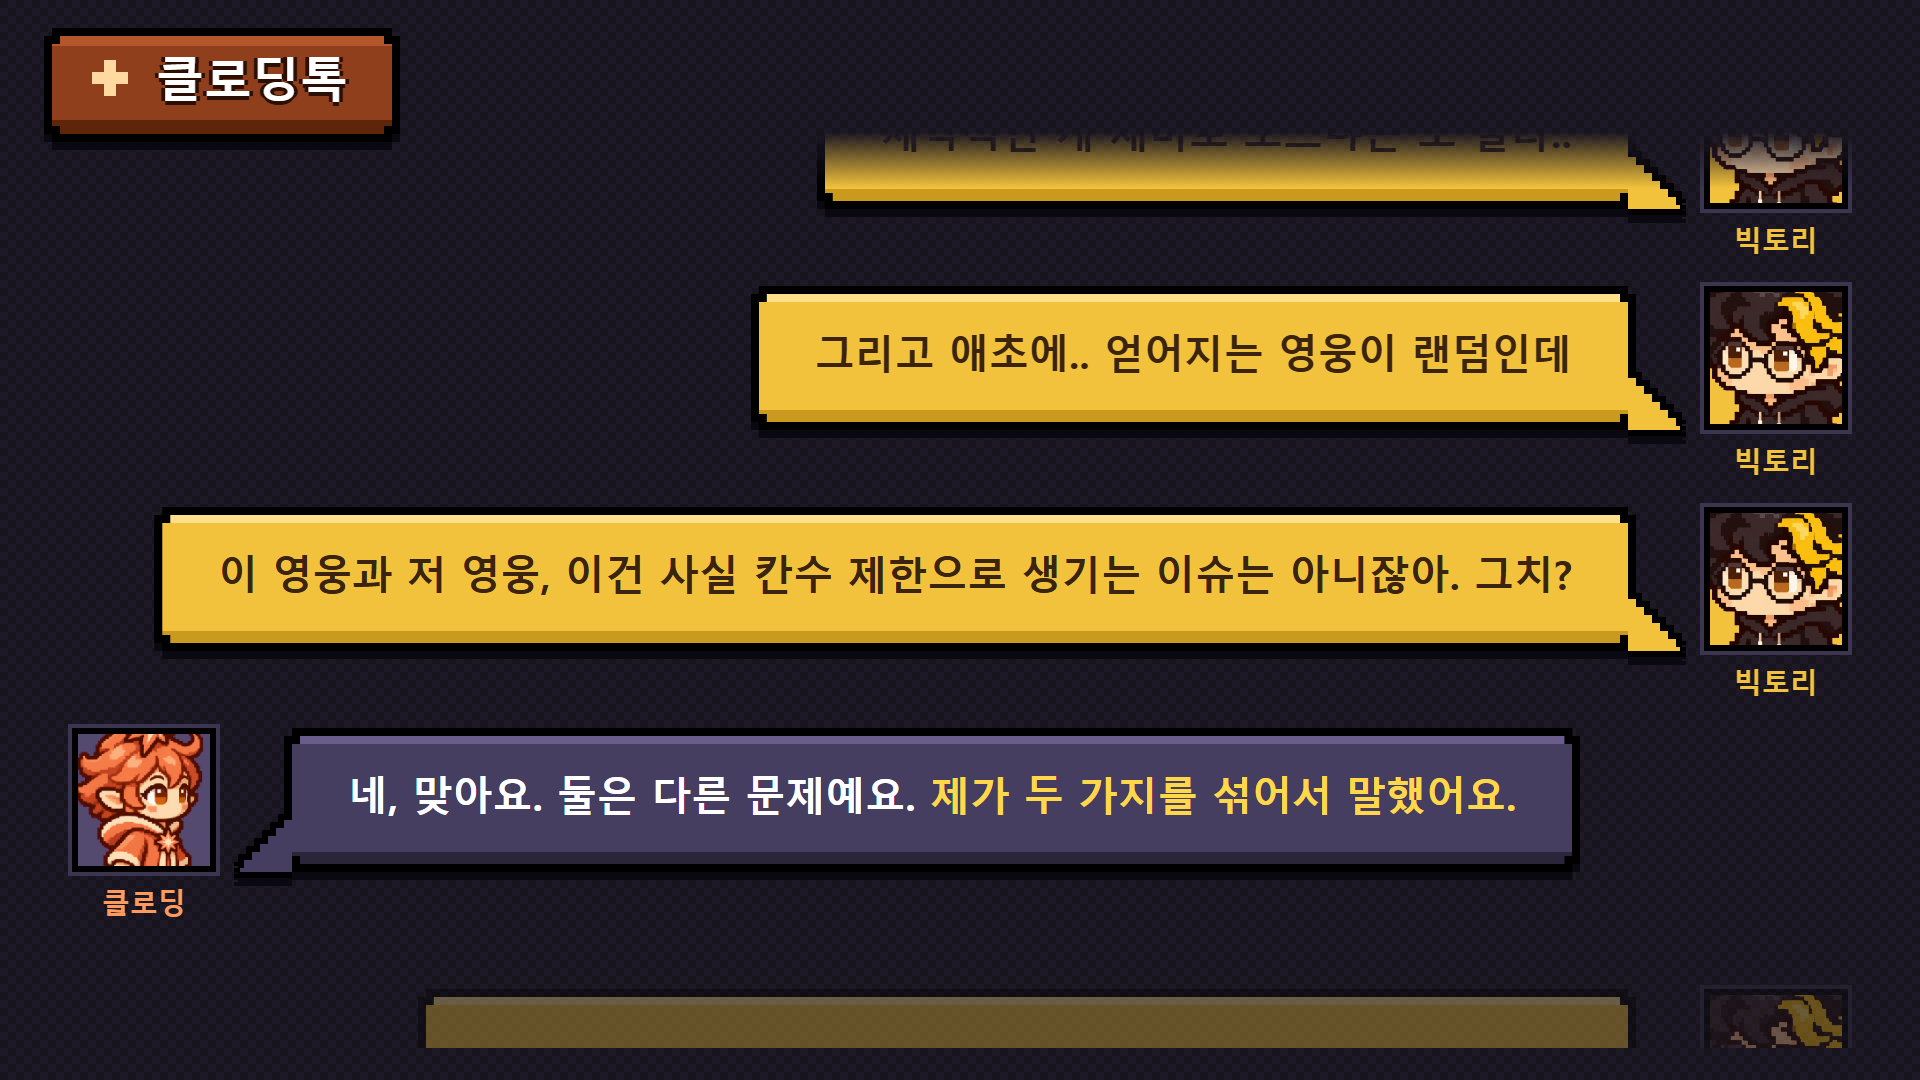 클로딩톡
빅토리
그리고 애초에.. 얻어지는 영웅이 랜덤인데
빅토리
이 영웅과 저 영웅, 이건 사실 칸수 제한으로 생기는 이슈는 아니잖아. 그치?
빅토리
네, 맞아요. 둘은 다른 문제예요. 제가 두 가지를 섞어서 말했어요.
클로딩